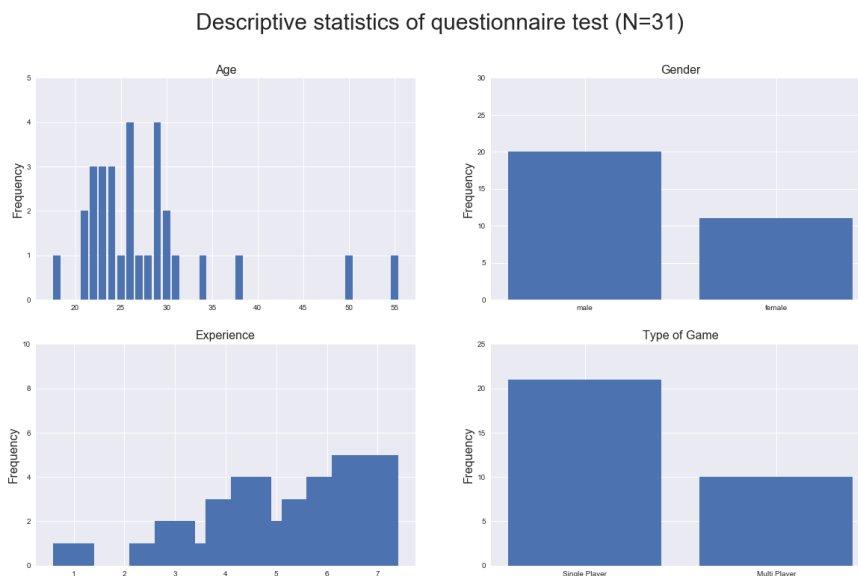 Descriptive statistics of questionnaire test (N=31)
Age
Frequency
5
4
3
2
1
0
20 25 30 35 40 45 50 55
Gender
Frequency
30
25
20
15
10
5
0
male female
Experience
Frequency
10
8
6
4
2
0
1 2 3 4 5 6 7
Type of Game
Frequency
25
20
15
10
5
0
Single Player Multi Player